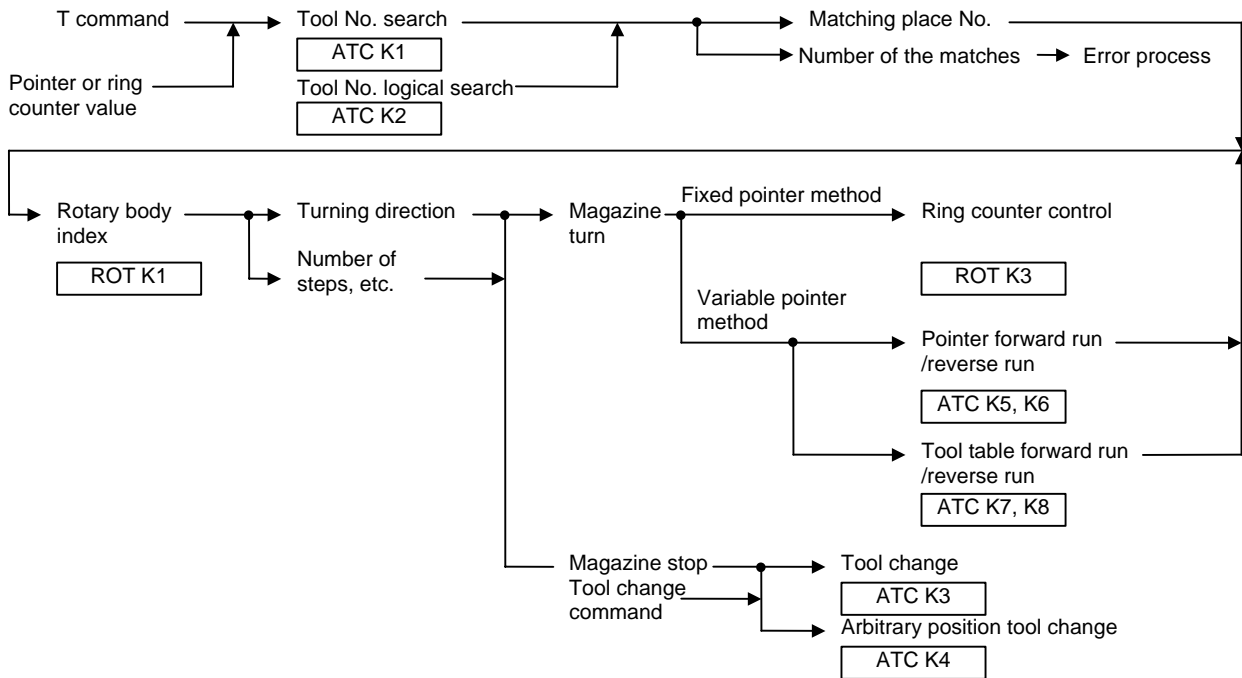 T command
Tool No. search
Matching place No.
ATC K1
Number of the matches
Error process
Pointer or ring
counter value
Tool No. logical search
ATC K2
Rotary body
index
ROT K1
Turning direction
Number of
steps, etc.
Magazine
turn
Fixed pointer method
Ring counter control
ROT K3
Variable pointer
method
Pointer forward run
/reverse run
ATC K5, K6
Tool table forward run
/reverse run
ATC K7, K8
Magazine stop
Tool change
command
Tool change
ATC K3
Arbitrary position tool change
ATC K4